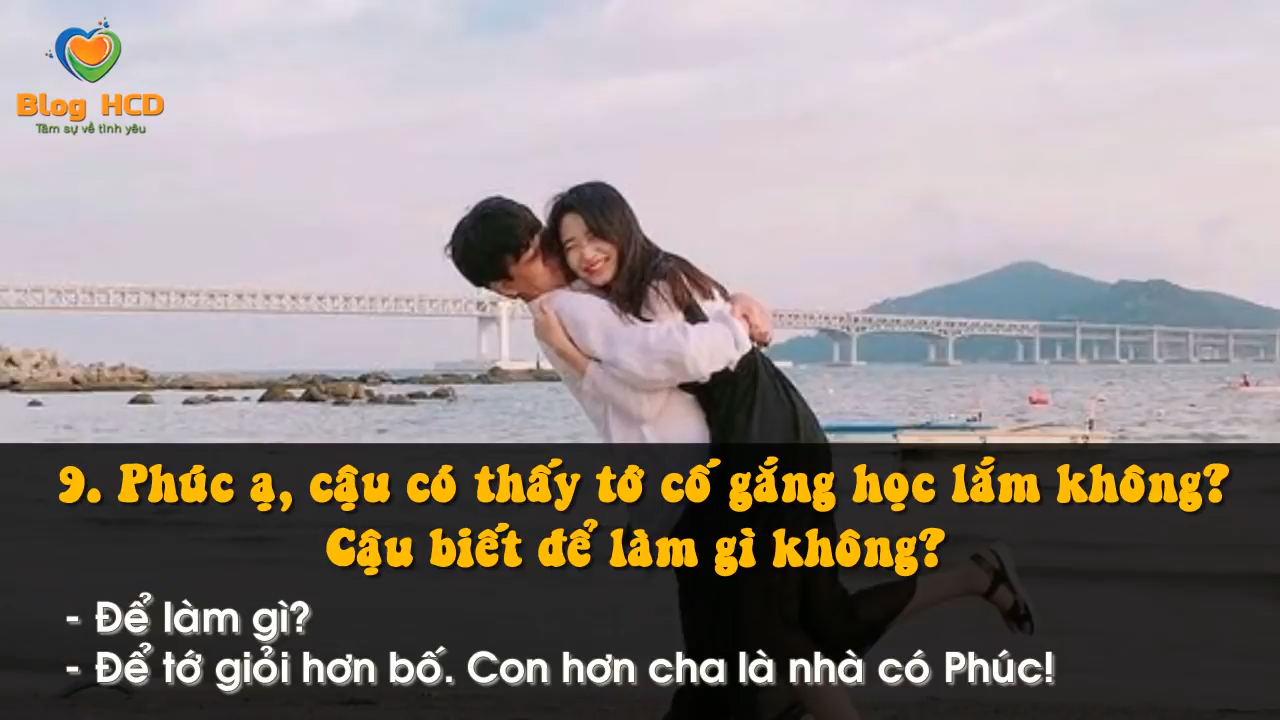 Blog HCD
Tâm sự về tình yêu
9. Phúc ạ, cậu có thấy tớ cố gắng học lắm không?
Cậu biết để làm gì không?
- Để làm gì?
- Để tớ giỏi hơn bố. Con hơn cha là nhà có Phúc!